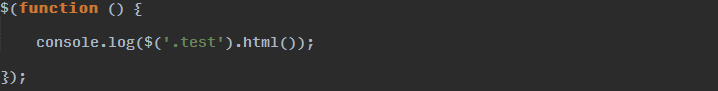 $(function () {
    console.log($('.test').html());
});